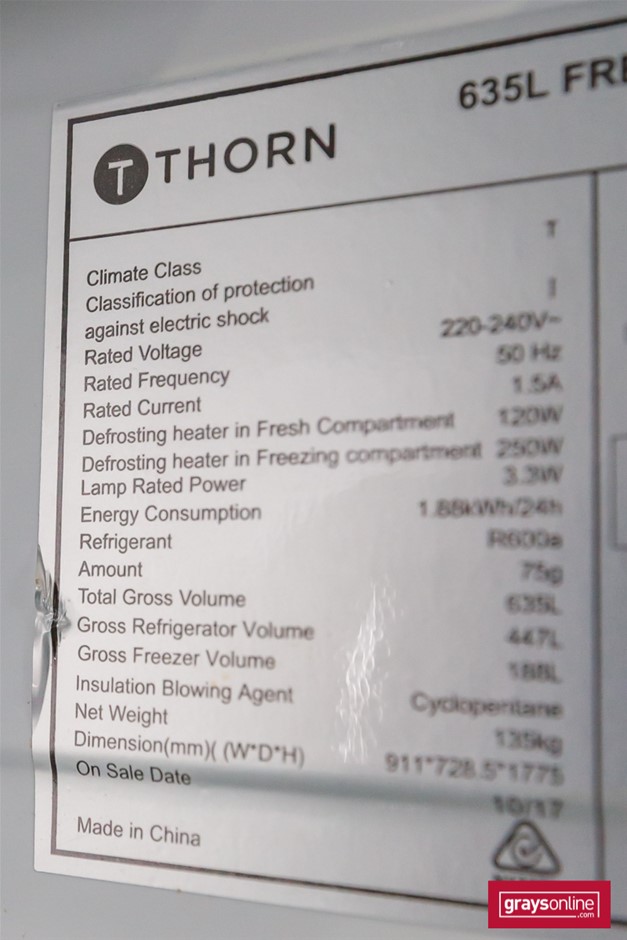 635L FRE
T THORN
Climate Class T
Classification of protection
against electric shock I
Rated Voltage 220-240V~
Rated Frequency 50 Hz
Rated Current 1.5A
Defrosting heater in Fresh Compartment 120W
Defrosting heater in Freezing compartment 250W
Lamp Rated Power 3.3W
Energy Consumption 1.88kWh/24h
Refrigerant R600a
Amount 75g
Total Gross Volume 635L
Gross Refrigerator Volume 447L
Gross Freezer Volume 188L
Insulation Blowing Agent Cyclopentane
Net Weight 135kg
Dimension(mm)( (W*D*H) 911*728.5*1775
On Sale Date 10/17
Made in China
graysonline
.com